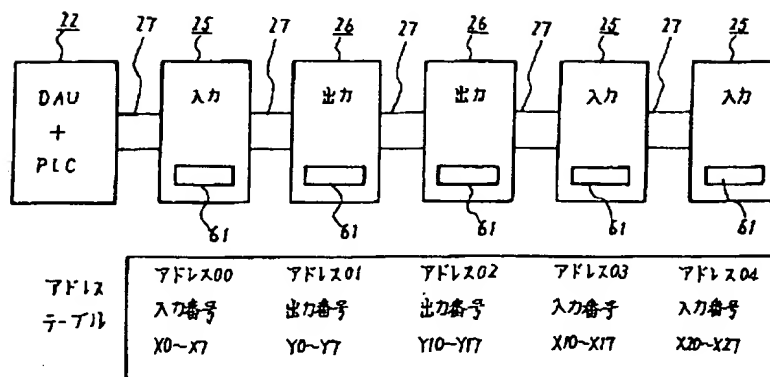 22 27 25 27 26 27 26 27 25 27 25
DAU
+
PLC
入力 出力 出力 入力 入力
61 61 61 61 61
アドレス
テーブル
アドレス00 アドレス01 アドレス02 アドレス03 アドレス04
入力番号 出力番号 出力番号 入力番号 入力番号
X0~X7 Y0~Y7 Y10~Y17 X10~X17 X20~X27